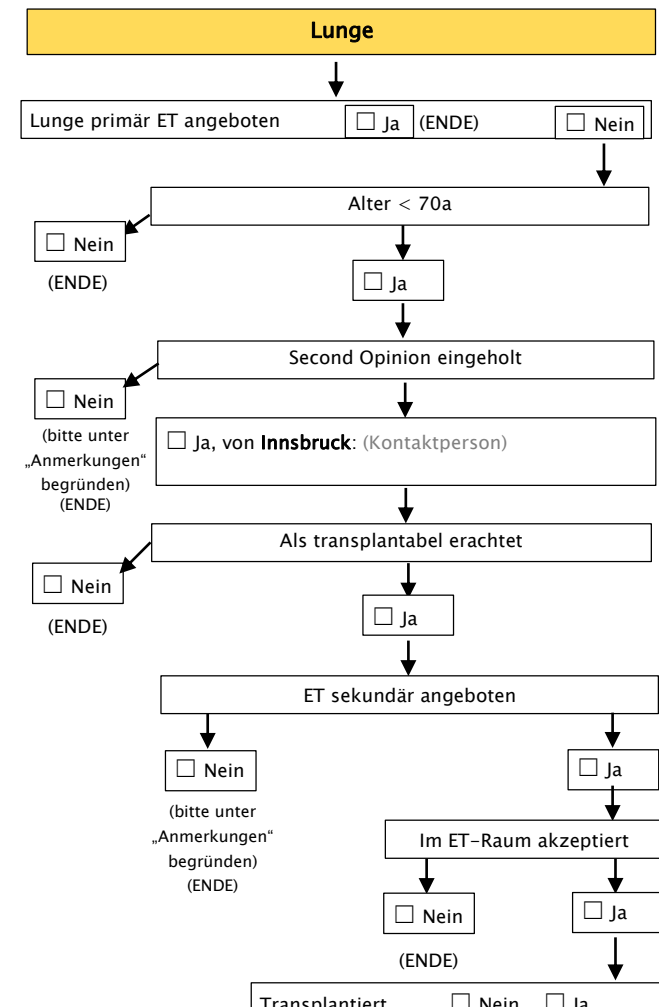 Lunge
Lunge primär ET angeboten ☐ Ja (ENDE) ☐ Nein
Alter < 70a
☐ Nein
(ENDE)
☐ Ja
Second Opinion eingeholt
☐ Nein
(bitte unter
„Anmerkungen“
begründen)
(ENDE)
☐ Ja, von Innsbruck: (Kontaktperson)
Als transplantabel erachtet
☐ Nein
(ENDE)
☐ Ja
ET sekundär angeboten
☐ Nein
(bitte unter
„Anmerkungen“
begründen)
(ENDE)
☐ Ja
Im ET-Raum akzeptiert
☐ Nein
(ENDE)
☐ Ja
Transplantiert ☐ Nein ☐ Ja